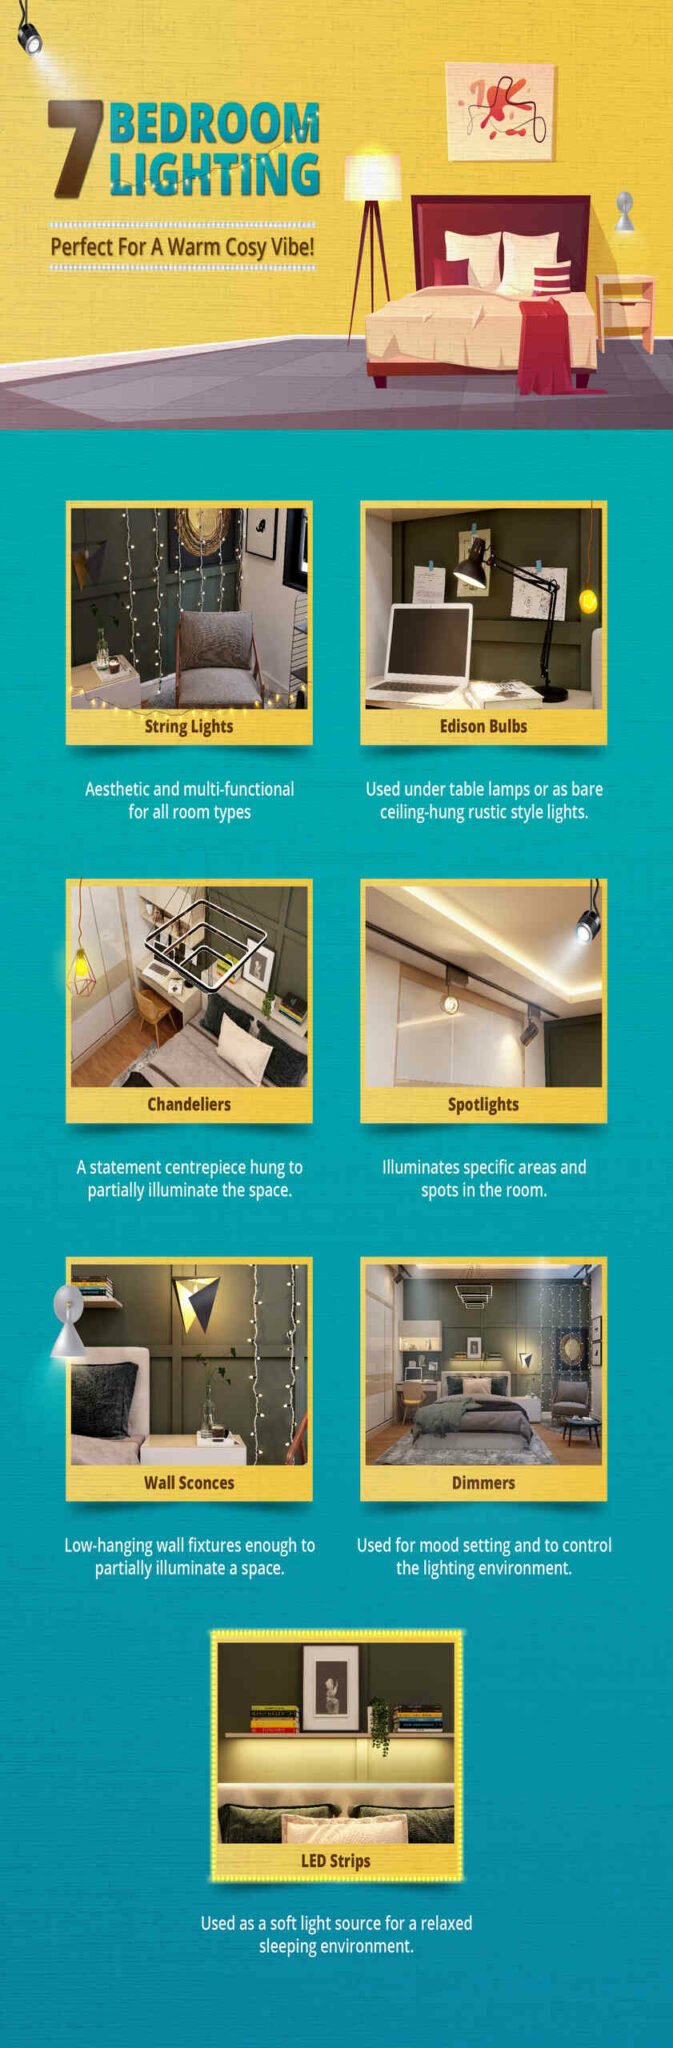 7 BEDROOM
LIGHTING
Perfect For A Warm Cosy Vibe!
String Lights
Aesthetic and multi-functional
for all room types
Edison Bulbs
Used under table lamps or as bare
ceiling-hung rustic style lights.
Chandeliers
A statement centrepiece hung to
partially illuminate the space.
Spotlights
Illuminates specific areas and
spots in the room.
Wall Sconces
Low-hanging wall fixtures enough to
partially illuminate a space.
Dimmers
Used for mood setting and to control
the lighting environment.
LED Strips
Used as a soft light source for a relaxed
sleeping environment.